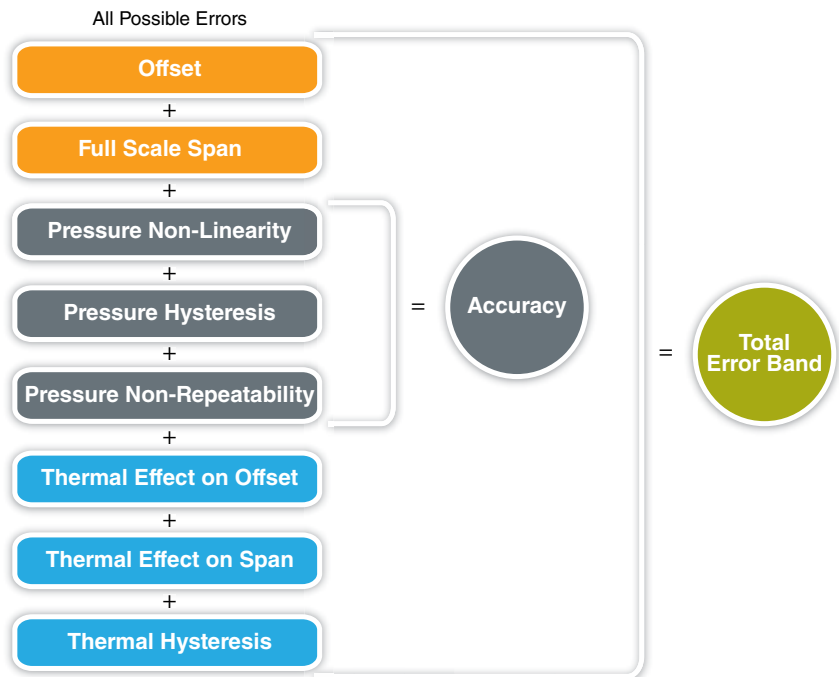 All Possible Errors
Offset
+
Full Scale Span
+
Pressure Non-Linearity
+
Pressure Hysteresis
+
Pressure Non-Repeatability
+
Thermal Effect on Offset
+
Thermal Effect on Span
+
Thermal Hysteresis
=
Accuracy
=
Total
Error Band